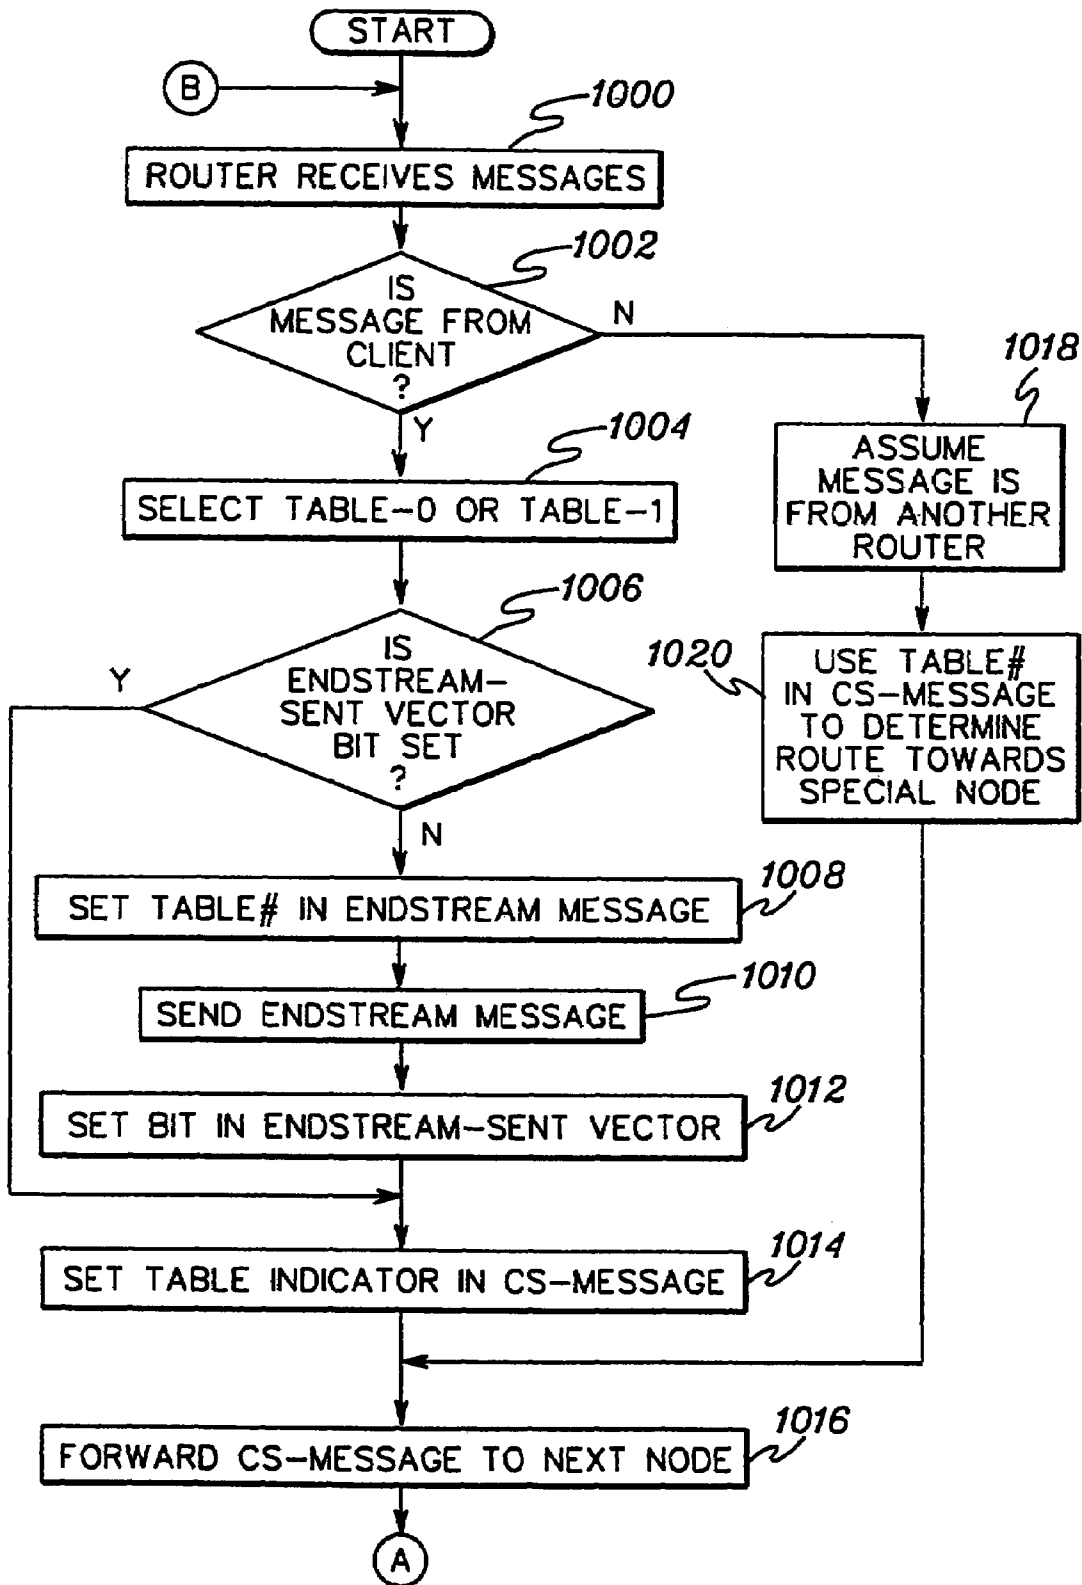 START
B
1000
ROUTER RECEIVES MESSAGES
1002
IS
MESSAGE FROM
CLIENT
?
N
Y
1018
ASSUME
MESSAGE IS
FROM ANOTHER
ROUTER
1004
SELECT TABLE-0 OR TABLE-1
1006
IS
ENDSTREAM-
SENT VECTOR
BIT SET
?
Y
N
1020
USE TABLE#
IN CS-MESSAGE
TO DETERMINE
ROUTE TOWARDS
SPECIAL NODE
1008
SET TABLE# IN ENDSTREAM MESSAGE
1010
SEND ENDSTREAM MESSAGE
1012
SET BIT IN ENDSTREAM-SENT VECTOR
1014
SET TABLE INDICATOR IN CS-MESSAGE
1016
FORWARD CS-MESSAGE TO NEXT NODE
A